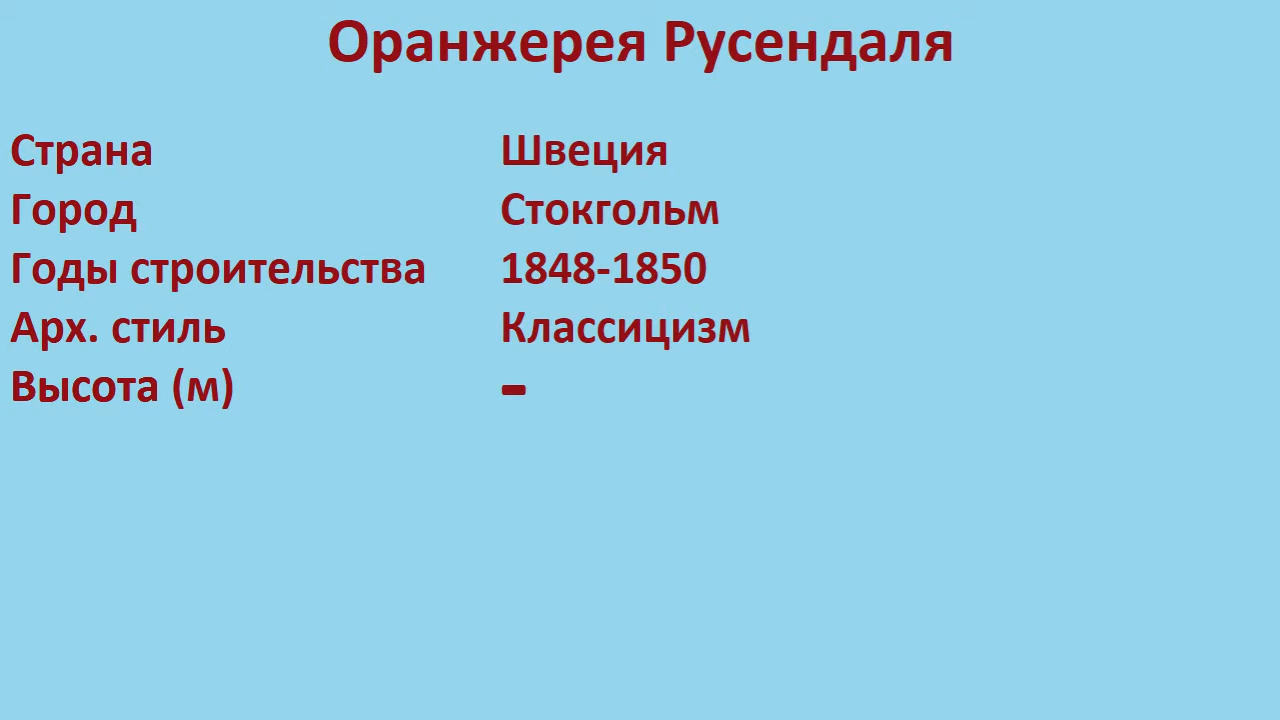 Оранжерея Русендаля
Страна Швеция
Город Стокгольм
Годы строительства 1848-1850
Арх. стиль Классицизм
Высота (м) -